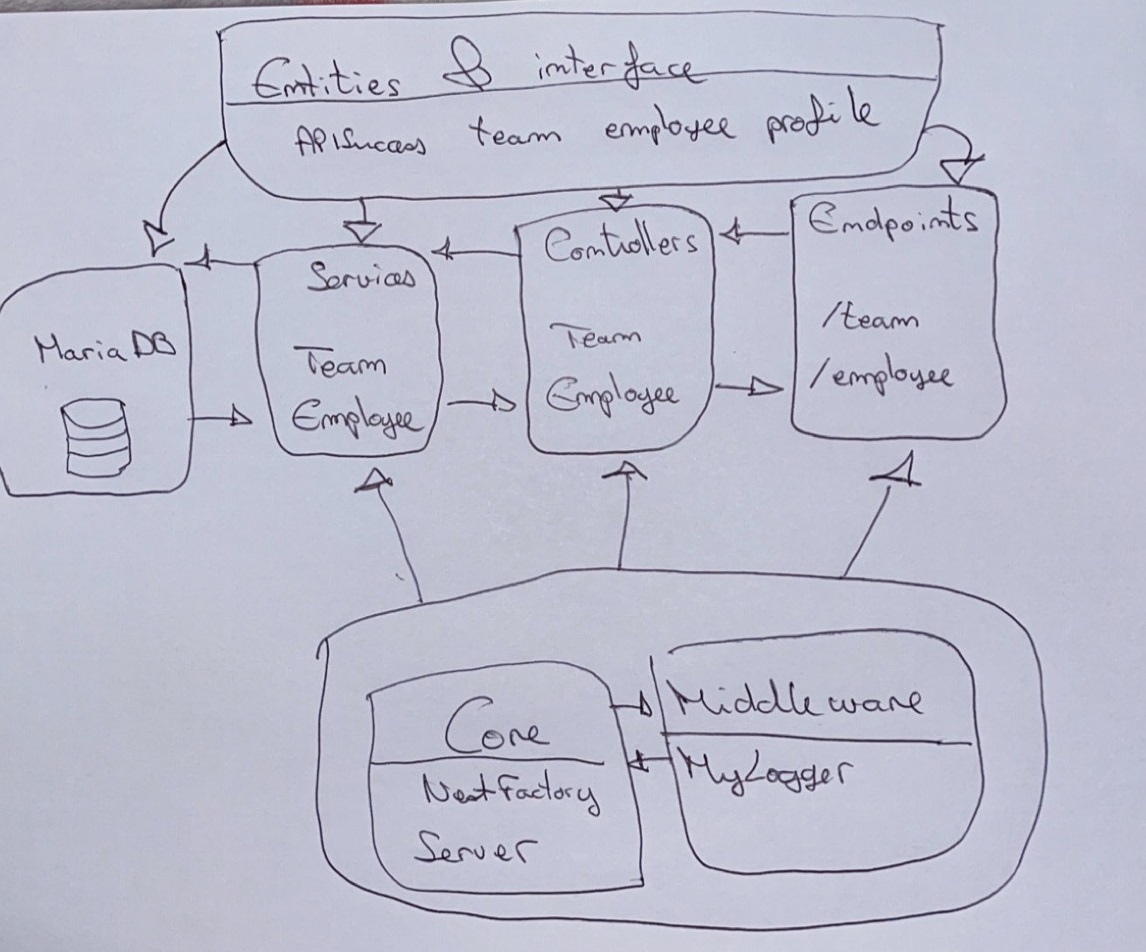 Entities & interface
APISuccess team employee profile
MariaDB
Services
Team
Employee
Controllers
Team
Employee
Endpoints
/team
/employee
Core
NestFactory
Server
Middleware
MyLogger